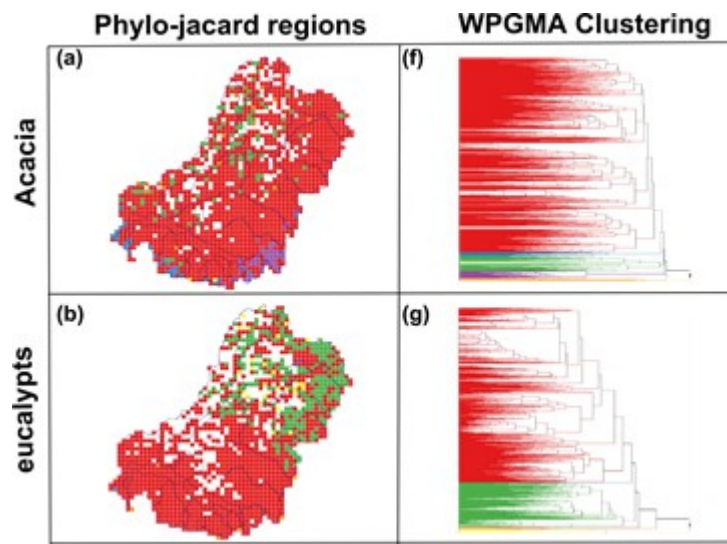 Phylo-jacard regions
WPGMA Clustering
Acacia
(a)
(f)
eucalypts
(b)
(g)